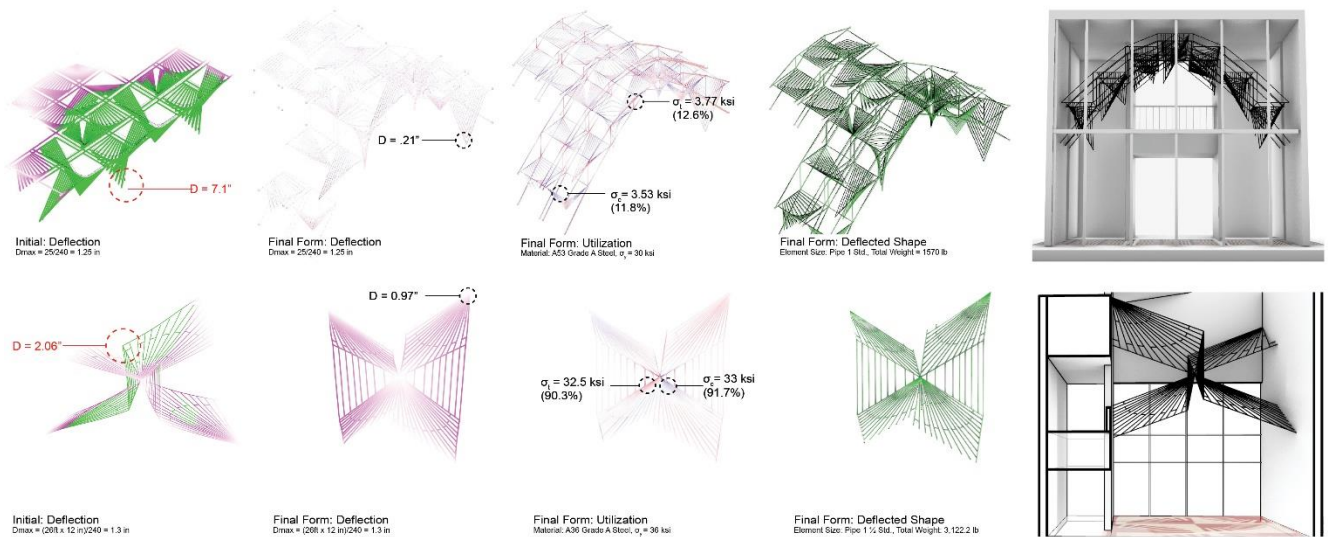 D = 7.1"
D = .21"
σt = 3.77 ksi
(12.6%)
σc = 3.53 ksi
(11.8%)
Initial: Deflection
Dmax = 25/240 = 1.25 in
Final Form: Deflection
Dmax = 25/240 = 1.25 in
Final Form: Utilization
Material: A53 Grade A Steel, σy = 30 ksi
Final Form: Deflected Shape
Element Size: Pipe 1 Std., Total Weight = 1570 lb
D = 2.06"
D = 0.97"
σt = 32.5 ksi
(90.3%)
σc = 33 ksi
(91.7%)
Initial: Deflection
Dmax = (26ft x 12 in)/240 = 1.3 in
Final Form: Deflection
Dmax = (26ft x 12 in)/240 = 1.3 in
Final Form: Utilization
Material: A36 Grade A Steel, σy = 36 ksi
Final Form: Deflected Shape
Element Size: Pipe 1 ½ Std., Total Weight: 3,122.2 lb